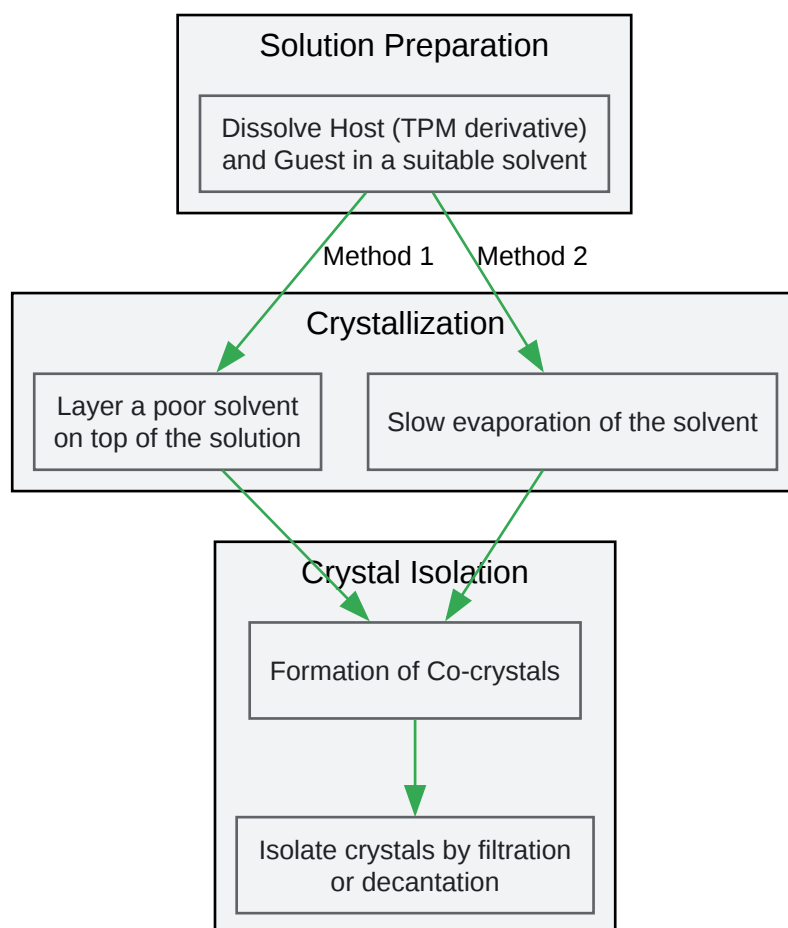 Solution Preparation
Dissolve Host (TPM derivative)
and Guest in a suitable solvent
Method 1
Method 2
Crystallization
Layer a poor solvent
on top of the solution
Slow evaporation of the solvent
Crystal Isolation
Formation of Co-crystals
Isolate crystals by filtration
or decantation